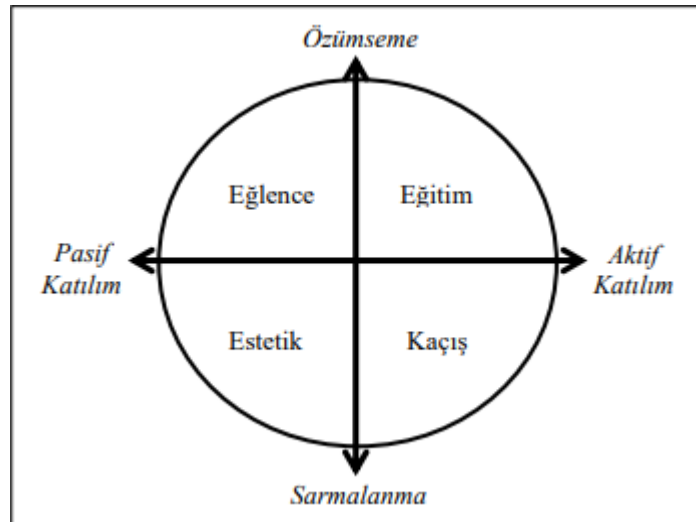 Özümseme
Eğlence
Eğitim
Pasif
Katılım
Aktif
Katılım
Estetik
Kaçış
Sarmalanma